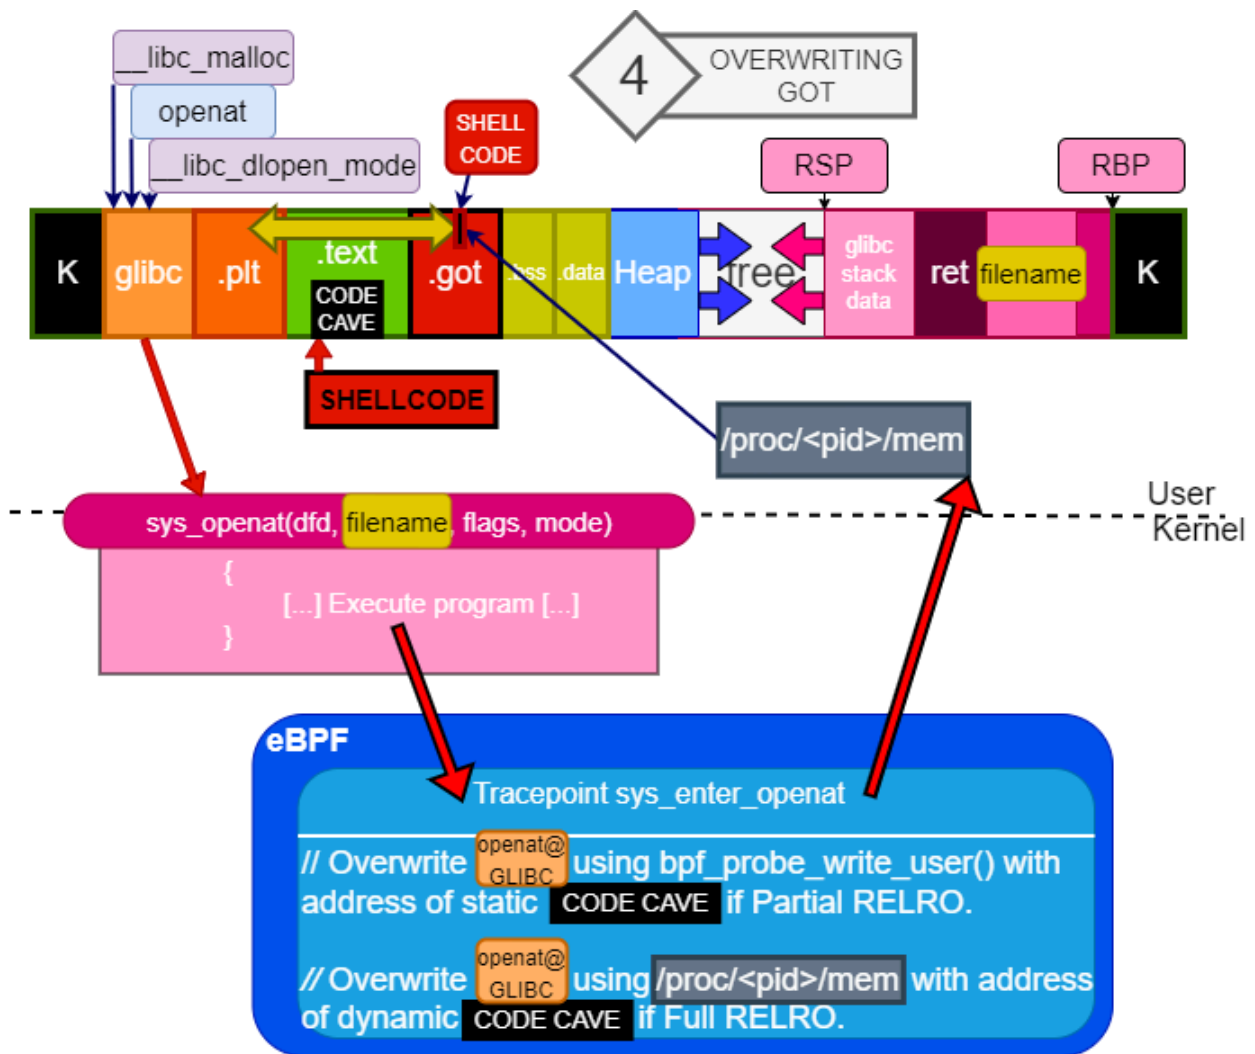 __libc_malloc
openat
__libc_dlopen_mode
SHELL
CODE
4
OVERWRITING
GOT
RSP
RBP
K
glibc
.plt
.text
CODE
CAVE
.got
.bss
.data
Heap
free
glibc
stack
data
ret
filename
K
SHELLCODE
/proc/<pid>/mem
User
Kernel
sys_openat(dfd, filename, flags, mode)
{
[...] Execute program [...]
}
eBPF
Tracepoint sys_enter_openat
// Overwrite openat@GLIBC using bpf_probe_write_user() with
address of static CODE CAVE if Partial RELRO.
// Overwrite openat@GLIBC using /proc/<pid>/mem with address
of dynamic CODE CAVE if Full RELRO.